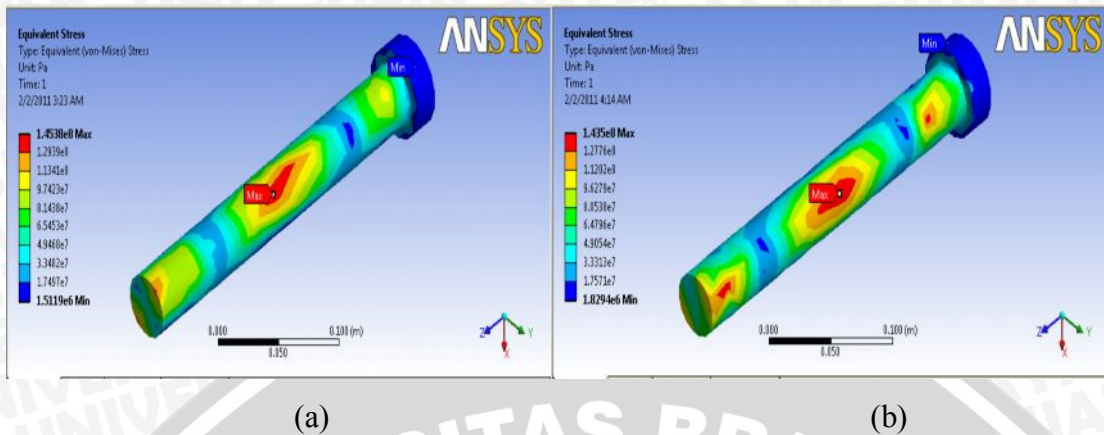 Equivalent Stress
Type: Equivalent (von-Mises) Stress
Unit: Pa
Time: 1
2/2/2011 3:23 AM
ANSYS
Min
1.4538e8 Max
1.2939e8
1.1341e8
9.7423e7
8.1438e7
6.5453e7
4.9468e7
3.3482e7
1.7497e7
1.5119e6 Min
Max
0.000
0.100 (m)
0.050
Z
Y
X
Equivalent Stress
Type: Equivalent (von-Mises) Stress
Unit: Pa
Time: 1
2/2/2011 4:14 AM
ANSYS
Min
1.435e8 Max
1.2776e8
1.1202e8
9.6279e7
8.0538e7
6.4796e7
4.9054e7
3.3313e7
1.7571e7
1.8294e6 Min
Max
0.000
0.100 (m)
0.050
Z
Y
X
(a)
(b)